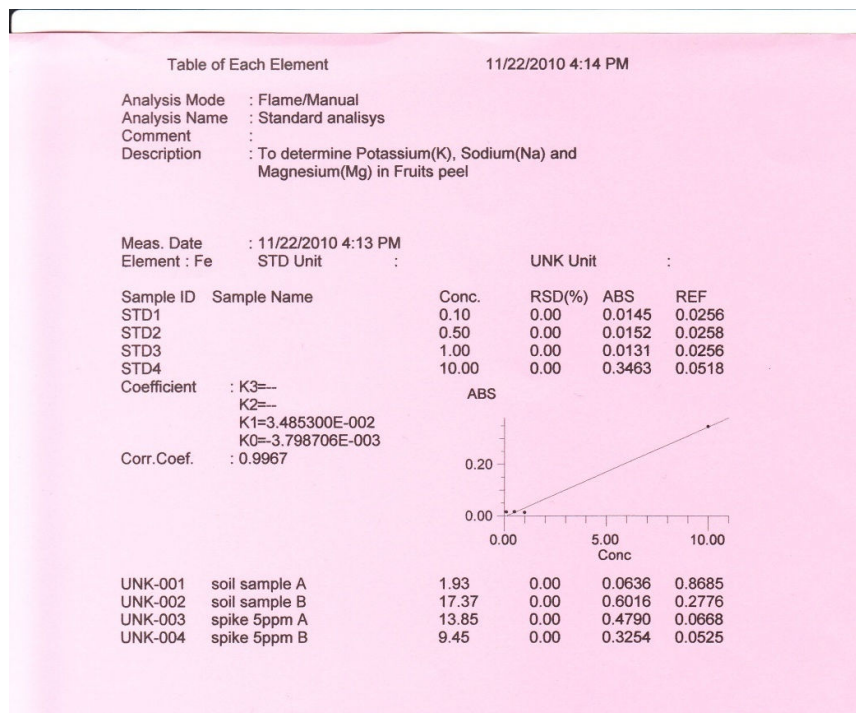 Table of Each Element 11/22/2010 4:14 PM
Analysis Mode : Flame/Manual
Analysis Name : Standard analisys
Comment :
Description : To determine Potassium(K), Sodium(Na) and
Magnesium(Mg) in Fruits peel
Meas. Date : 11/22/2010 4:13 PM
Element : Fe STD Unit : UNK Unit :
Sample ID Sample Name Conc. RSD(%) ABS REF
STD1 0.10 0.00 0.0145 0.0256
STD2 0.50 0.00 0.0152 0.0258
STD3 1.00 0.00 0.0131 0.0256
STD4 10.00 0.00 0.3463 0.0518
Coefficient : K3=--
K2=--
K1=3.485300E-002
K0=-3.798706E-003
Corr.Coef. : 0.9967
ABS
0.20
0.00
0.00 5.00 10.00
Conc
UNK-001 soil sample A 1.93 0.00 0.0636 0.8685
UNK-002 soil sample B 17.37 0.00 0.6016 0.2776
UNK-003 spike 5ppm A 13.85 0.00 0.4790 0.0668
UNK-004 spike 5ppm B 9.45 0.00 0.3254 0.0525